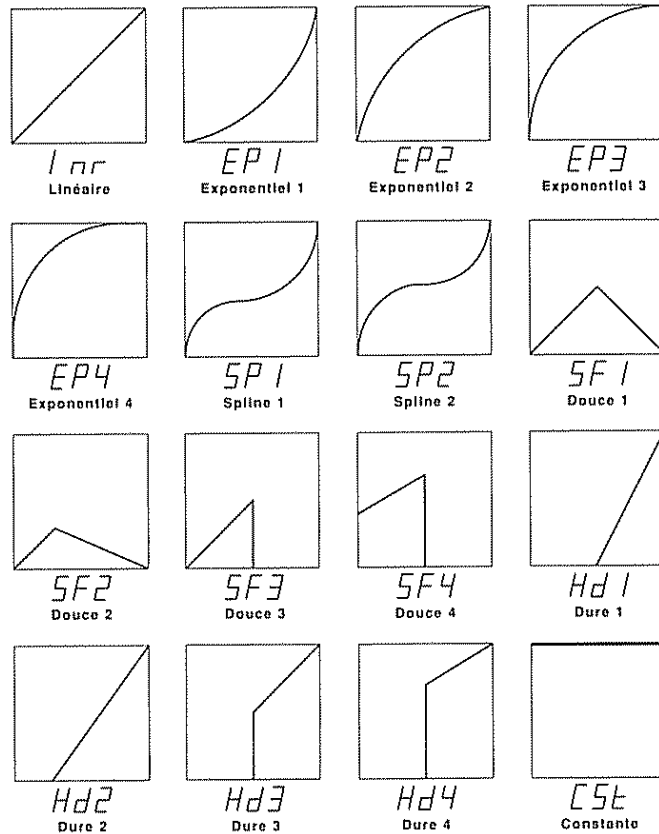 Lnr EP1 EP2 EP3
Linéaire Exponentiel 1 Exponentiel 2 Exponentiel 3
EP4 SP1 SP2 SF1
Exponentiel 4 Spline 1 Spline 2 Douce 1
SF2 SF3 SF4 Hd1
Douce 2 Douce 3 Douce 4 Dure 1
Hd2 Hd3 Hd4 CSt
Dure 2 Dure 3 Dure 4 Constante